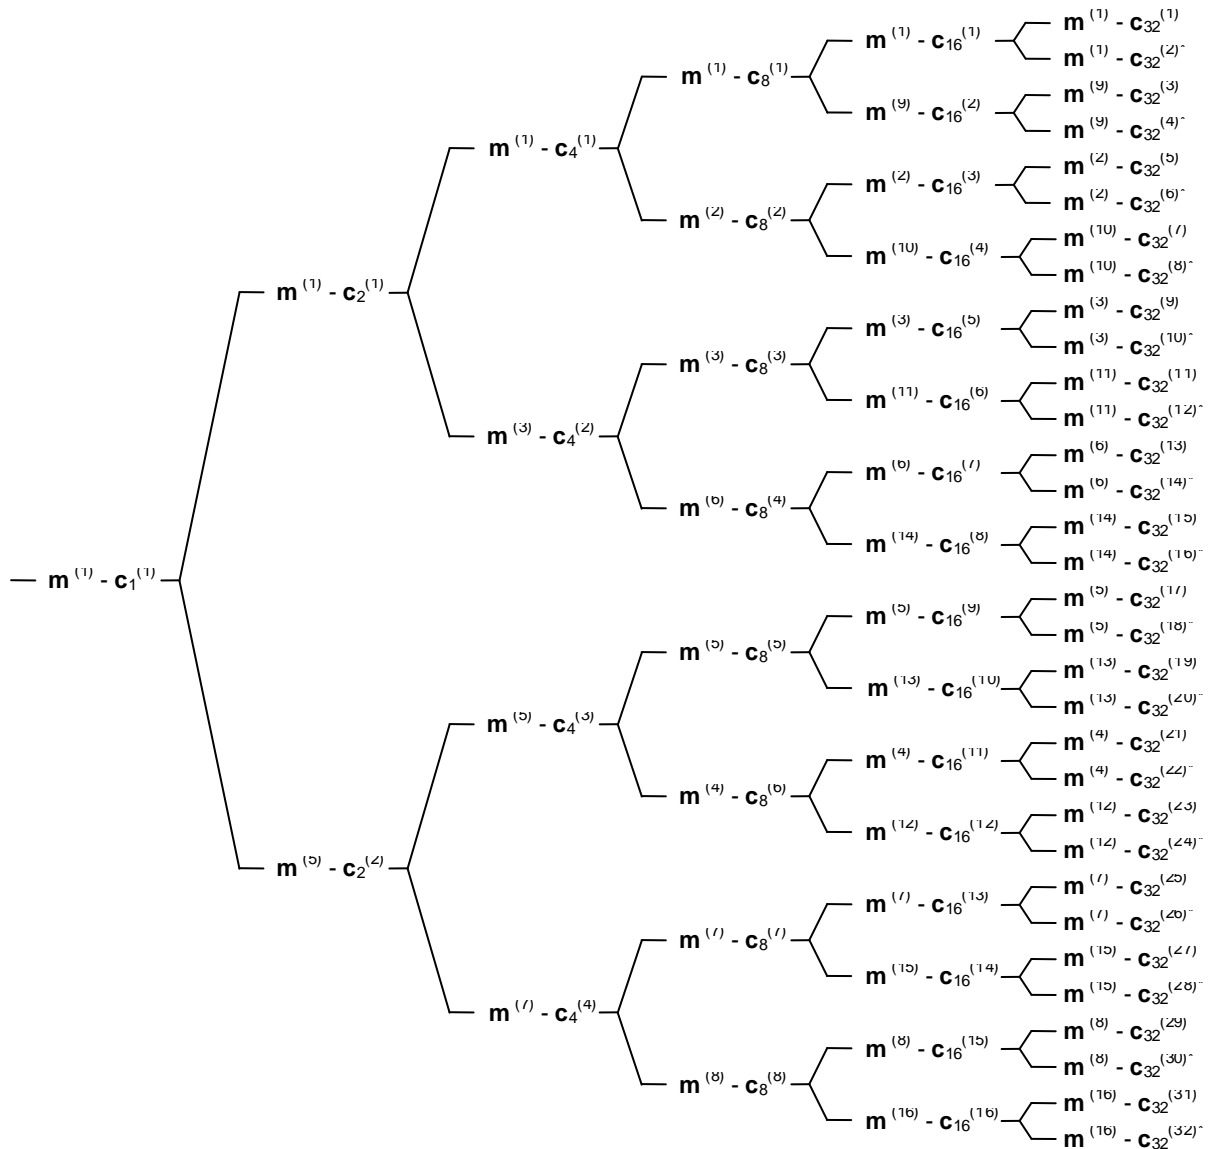 m (1) - c1(1)
m (1) - c2(1)
m (5) - c2(2)
m (1) - c4(1)
m (3) - c4(2)
m (5) - c4(3)
m (7) - c4(4)
m (1) - c8(1)
m (2) - c8(2)
m (3) - c8(3)
m (6) - c8(4)
m (5) - c8(5)
m (4) - c8(6)
m (7) - c8(7)
m (8) - c8(8)
m (1) - c16(1)
m (9) - c16(2)
m (2) - c16(3)
m (10) - c16(4)
m (3) - c16(5)
m (11) - c16(6)
m (6) - c16(7)
m (14) - c16(8)
m (5) - c16(9)
m (13) - c16(10)
m (4) - c16(11)
m (12) - c16(12)
m (7) - c16(13)
m (15) - c16(14)
m (8) - c16(15)
m (16) - c16(16)
m (1) - c32(1)
m (1) - c32(2)*
m (9) - c32(3)
m (9) - c32(4)*
m (2) - c32(5)
m (2) - c32(6)*
m (10) - c32(7)
m (10) - c32(8)*
m (3) - c32(9)
m (3) - c32(10)*
m (11) - c32(11)
m (11) - c32(12)*
m (6) - c32(13)
m (6) - c32(14)*
m (14) - c32(15)
m (14) - c32(16)*
m (5) - c32(17)
m (5) - c32(18)*
m (13) - c32(19)
m (13) - c32(20)*
m (4) - c32(21)
m (4) - c32(22)*
m (12) - c32(23)
m (12) - c32(24)*
m (7) - c32(25)
m (7) - c32(26)*
m (15) - c32(27)
m (15) - c32(28)*
m (8) - c32(29)
m (8) - c32(30)*
m (16) - c32(31)
m (16) - c32(32)*